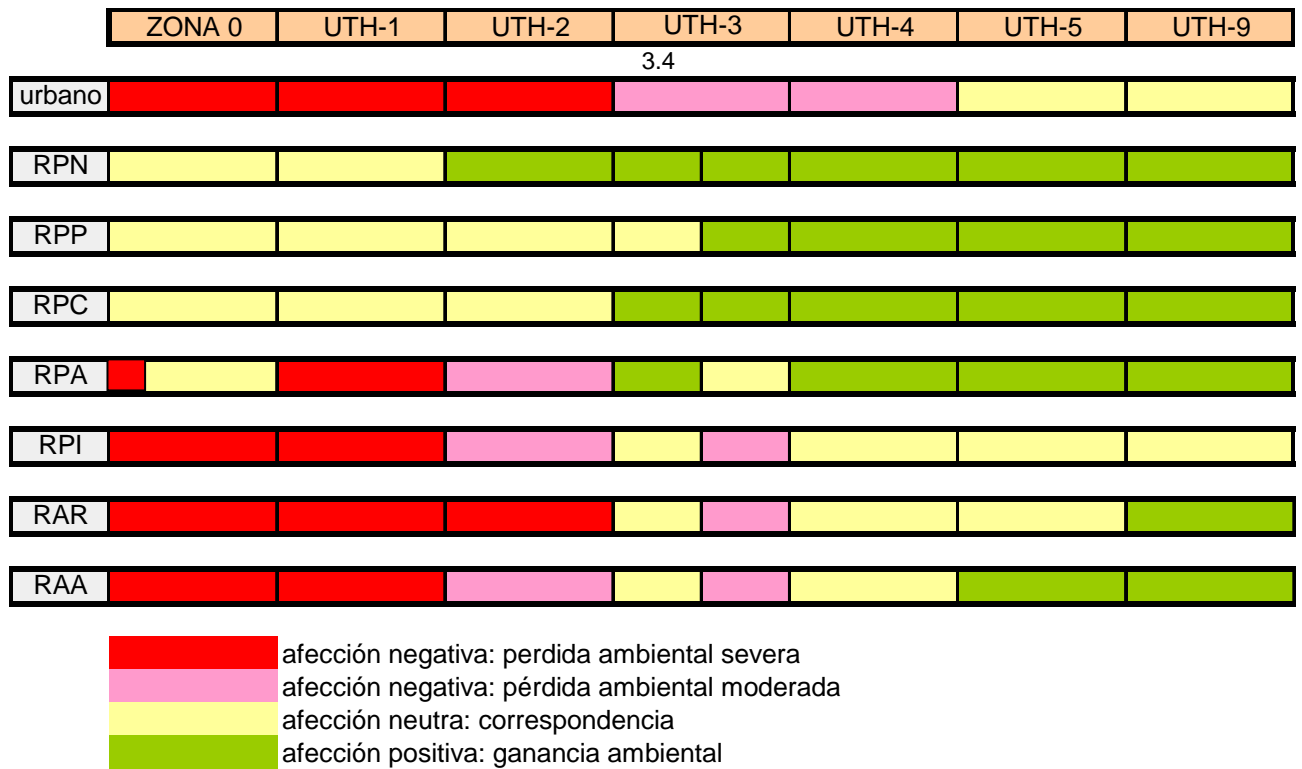 ZONA 0 UTH-1 UTH-2 UTH-3 UTH-4 UTH-5 UTH-9
3.4
urbano
RPN
RPP
RPC
RPA
RPI
RAR
RAA
afección negativa: perdida ambiental severa
afección negativa: pérdida ambiental moderada
afección neutra: correspondencia
afección positiva: ganancia ambiental